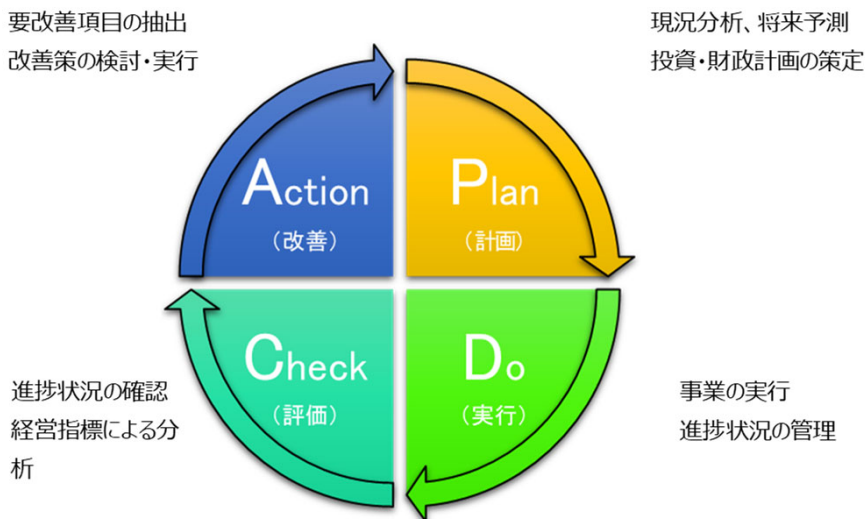 要改善項目の抽出
改善策の検討・実行
現況分析、将来予測
投資・財政計画の策定
Action
（改善）
Plan
（計画）
Check
（評価）
Do
（実行）
進捗状況の確認
経営指標による分
析
事業の実行
進捗状況の管理